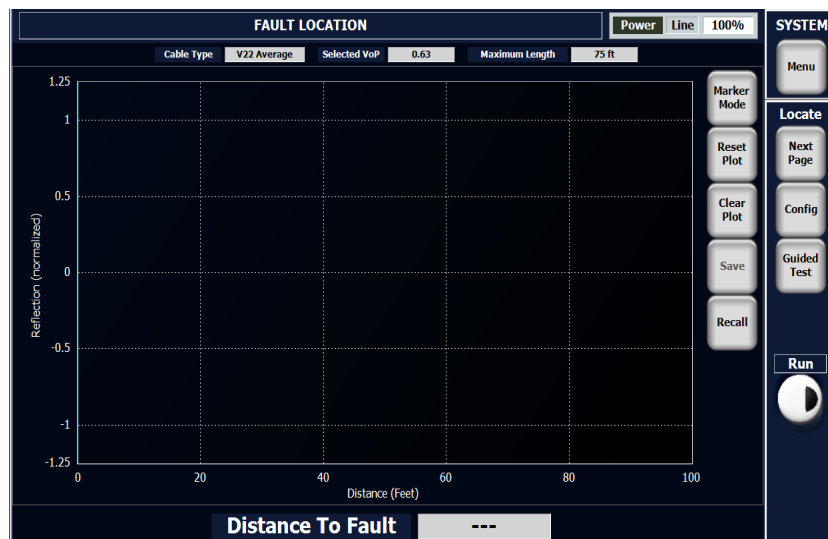 FAULT LOCATION
Power Line 100%
SYSTEM
Menu
Cable Type V22 Average Selected VoP 0.63 Maximum Length 75 ft
1.25
1
0.5
0
-0.5
-1
-1.25
Reflection (normalized)
0 20 40 60 80 100
Distance (Feet)
Marker
Mode
Reset
Plot
Clear
Plot
Save
Recall
Locate
Next
Page
Config
Guided
Test
Run
Distance To Fault ---